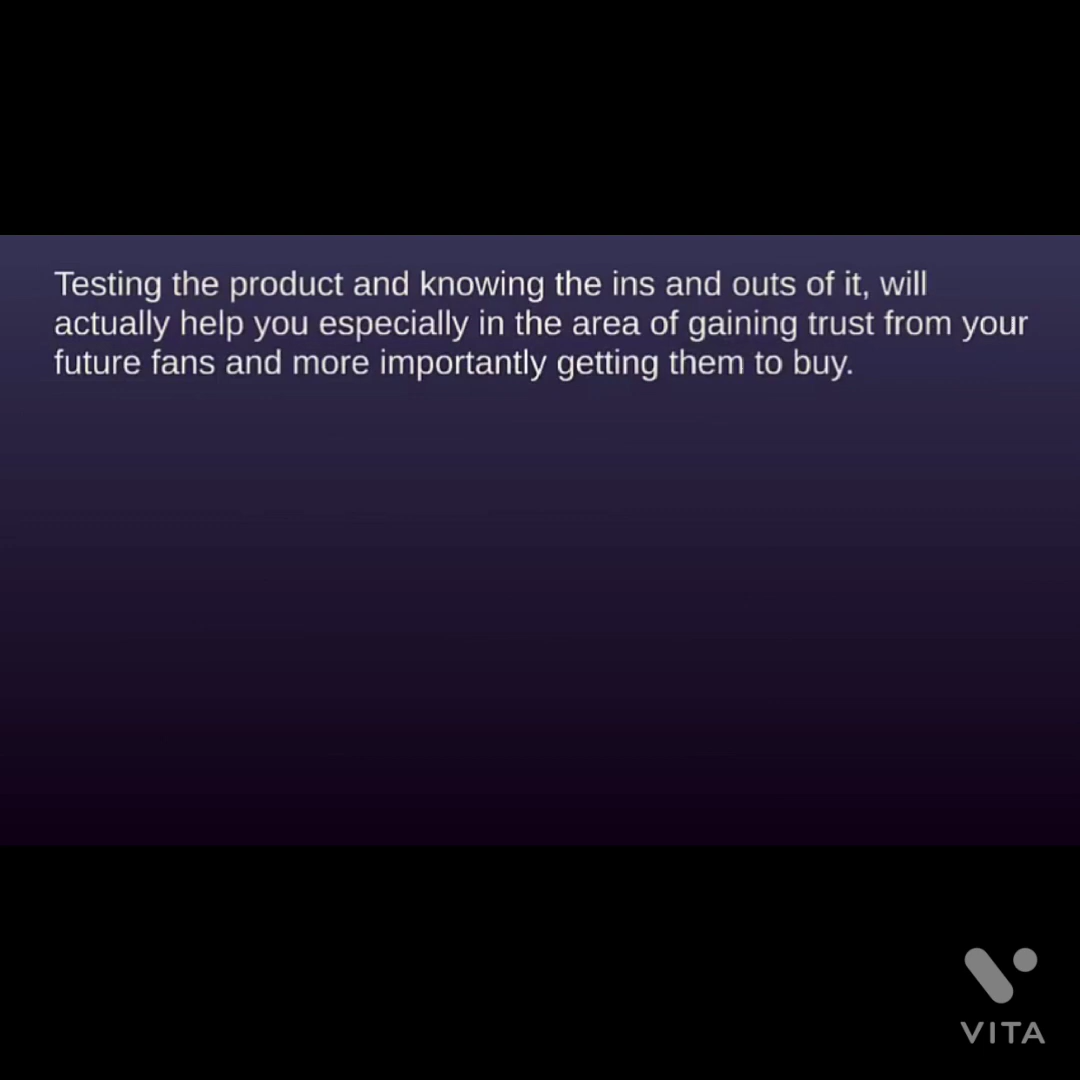 Testing the product and knowing the ins and outs of it, will
actually help you especially in the area of gaining trust from your
future fans and more importantly getting them to buy.
VITA